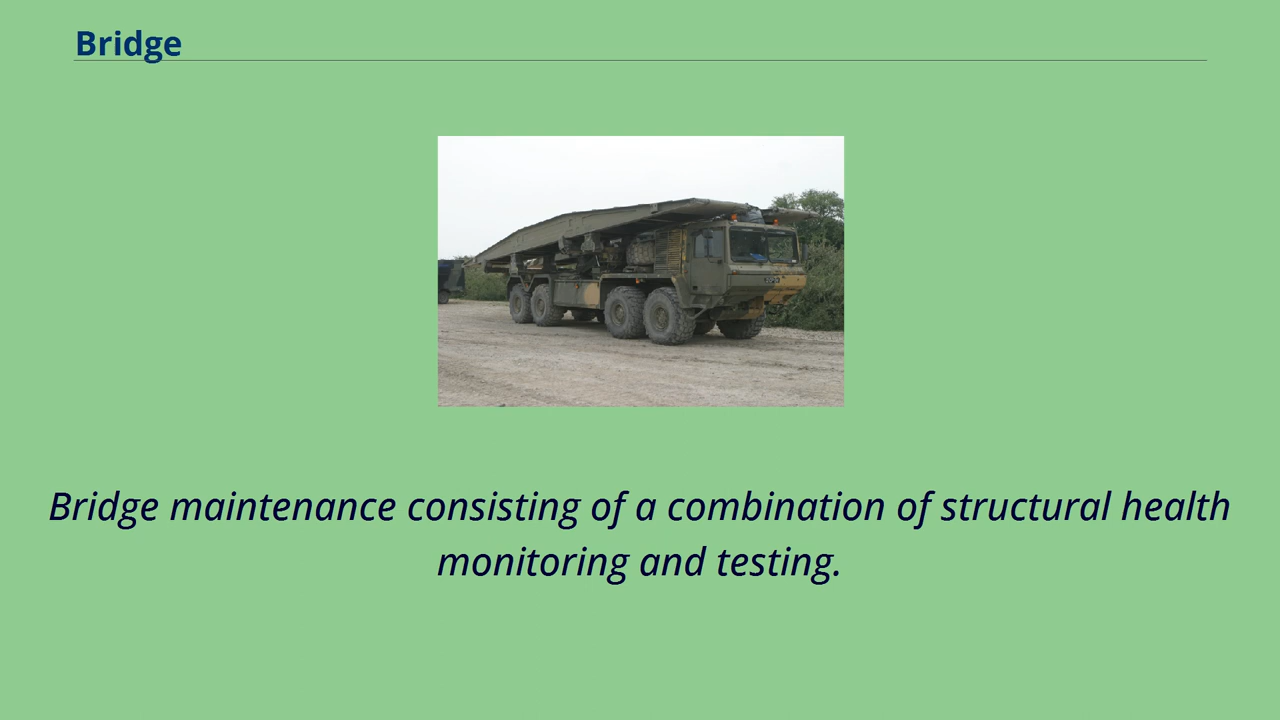 Bridge
Bridge maintenance consisting of a combination of structural health
monitoring and testing.